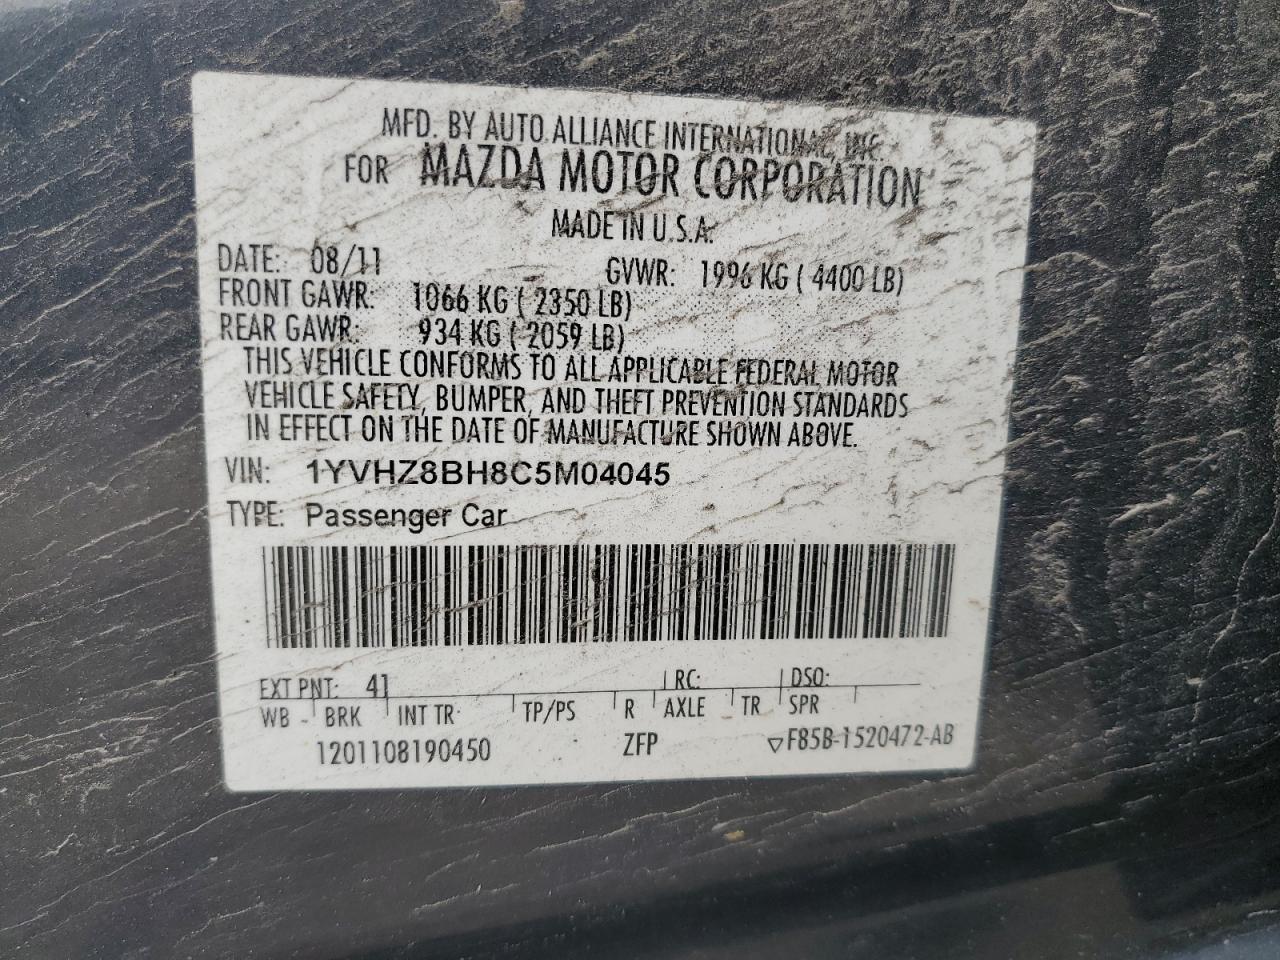 MFD. BY AUTO ALLIANCE INTERNATIONAL, INC.
FOR MAZDA MOTOR CORPORATION
MADE IN U.S.A.
DATE: 08/11 GVWR: 1996 KG ( 4400 LB)
FRONT GAWR: 1066 KG ( 2350 LB)
REAR GAWR: 934 KG ( 2059 LB)
THIS VEHICLE CONFORMS TO ALL APPLICABLE FEDERAL MOTOR
VEHICLE SAFETY, BUMPER, AND THEFT PREVENTION STANDARDS
IN EFFECT ON THE DATE OF MANUFACTURE SHOWN ABOVE.
VIN: 1YVHZ8BH8C5M04045
TYPE: Passenger Car
EXT PNT: 41 RC: DSO:
WB BRK INT TR TP/PS R AXLE TR SPR
1201108190450 ZFP ▽F85B-1520472-AB